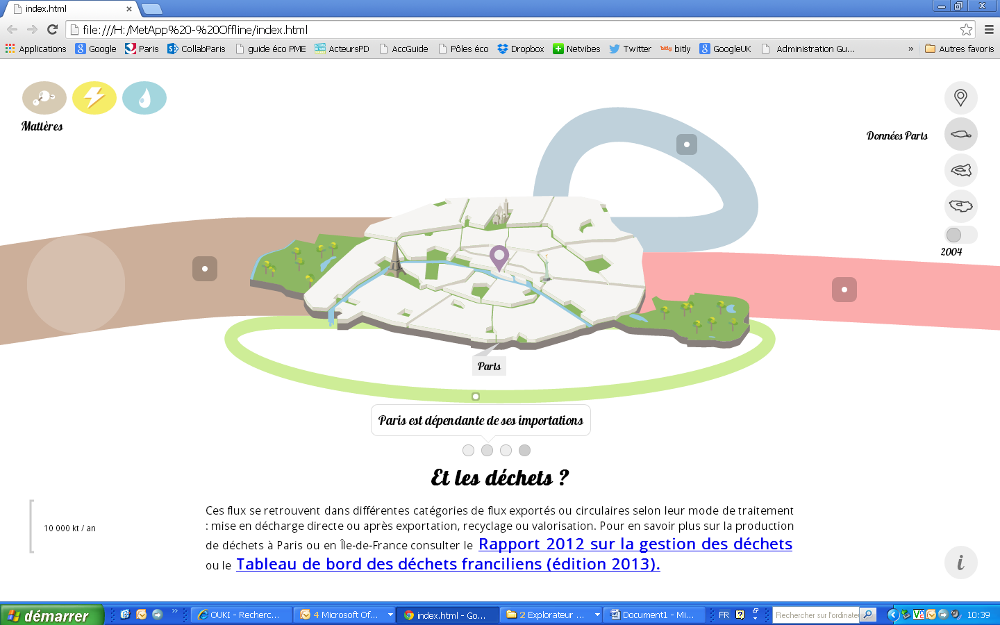 index.html
file:///H:/MetApp%20-%20Offline/index.html
Applications Google Paris CollabParis guide éco PME ActeursPD AccGuide Pôles éco Dropbox Netvibes Twitter bitly bitly GoogleUK Administration Gu... » Autres favoris
Matières
Données Paris
2004
Paris
Paris est dépendante de ses importations
Et les déchets ?
Ces flux se retrouvent dans différentes catégories de flux exportés ou circulaires selon leur mode de traitement
: mise en décharge directe ou après exportation, recyclage ou valorisation. Pour en savoir plus sur la production
de déchets à Paris ou en Île-de-France consulter le Rapport 2012 sur la gestion des déchets
ou le Tableau de bord des déchets franciliens (édition 2013).
10 000 kt / an
i
démarrer » OUKI - Recherc... 4 Microsoft Of... index.html - Go... 2 Explorateur ... Document1 - Mi... FR Rechercher sur l'ordinate 10:39